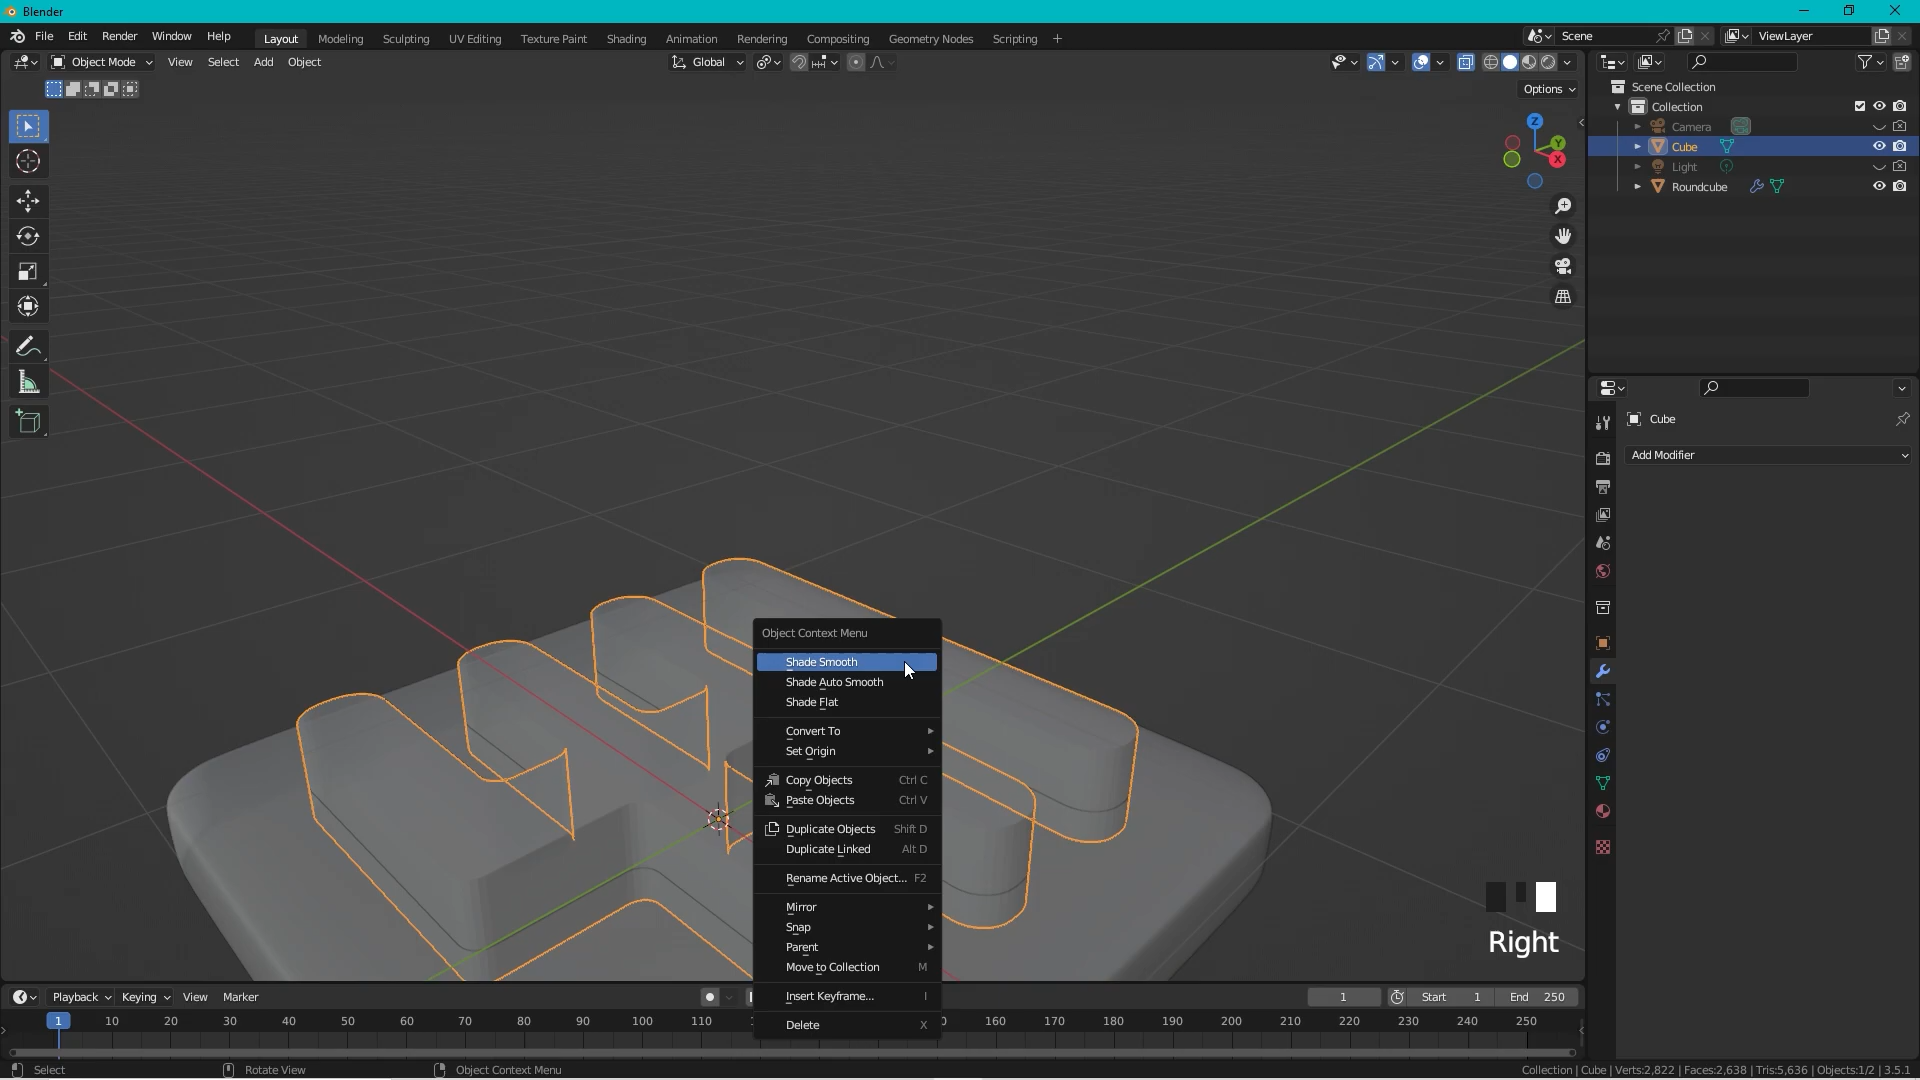 Blender
File Edit Render Window Help
Layout Modeling Sculpting UV Editing Texture Paint Shading Animation Rendering Compositing Geometry Nodes Scripting +
Scene
ViewLayer
Object Mode View Select Add Object
Global
Options
Z
Y
X
Scene Collection
Collection
Camera
Cube
Light
Roundcube
Cube
Add Modifier
Object Context Menu
Shade Smooth
Shade Auto Smooth
Shade Flat
Convert To
Set Origin
Copy Objects Ctrl C
Paste Objects Ctrl V
Duplicate Objects Shift D
Duplicate Linked Alt D
Rename Active Object... F2
Mirror
Snap
Parent
Move to Collection M
Insert Keyframe... I
Delete X
Right
Playback Keying View Marker
1 Start 1 End 250
1 10 20 30 40 50 60 70 80 90 100 110 160 170 180 190 200 210 220 230 240 250
Select Rotate View Object Context Menu
Collection | Cube | Verts:2,822 | Faces:2,638 | Tris:5,636 | Objects:1/2 | 3.5.1